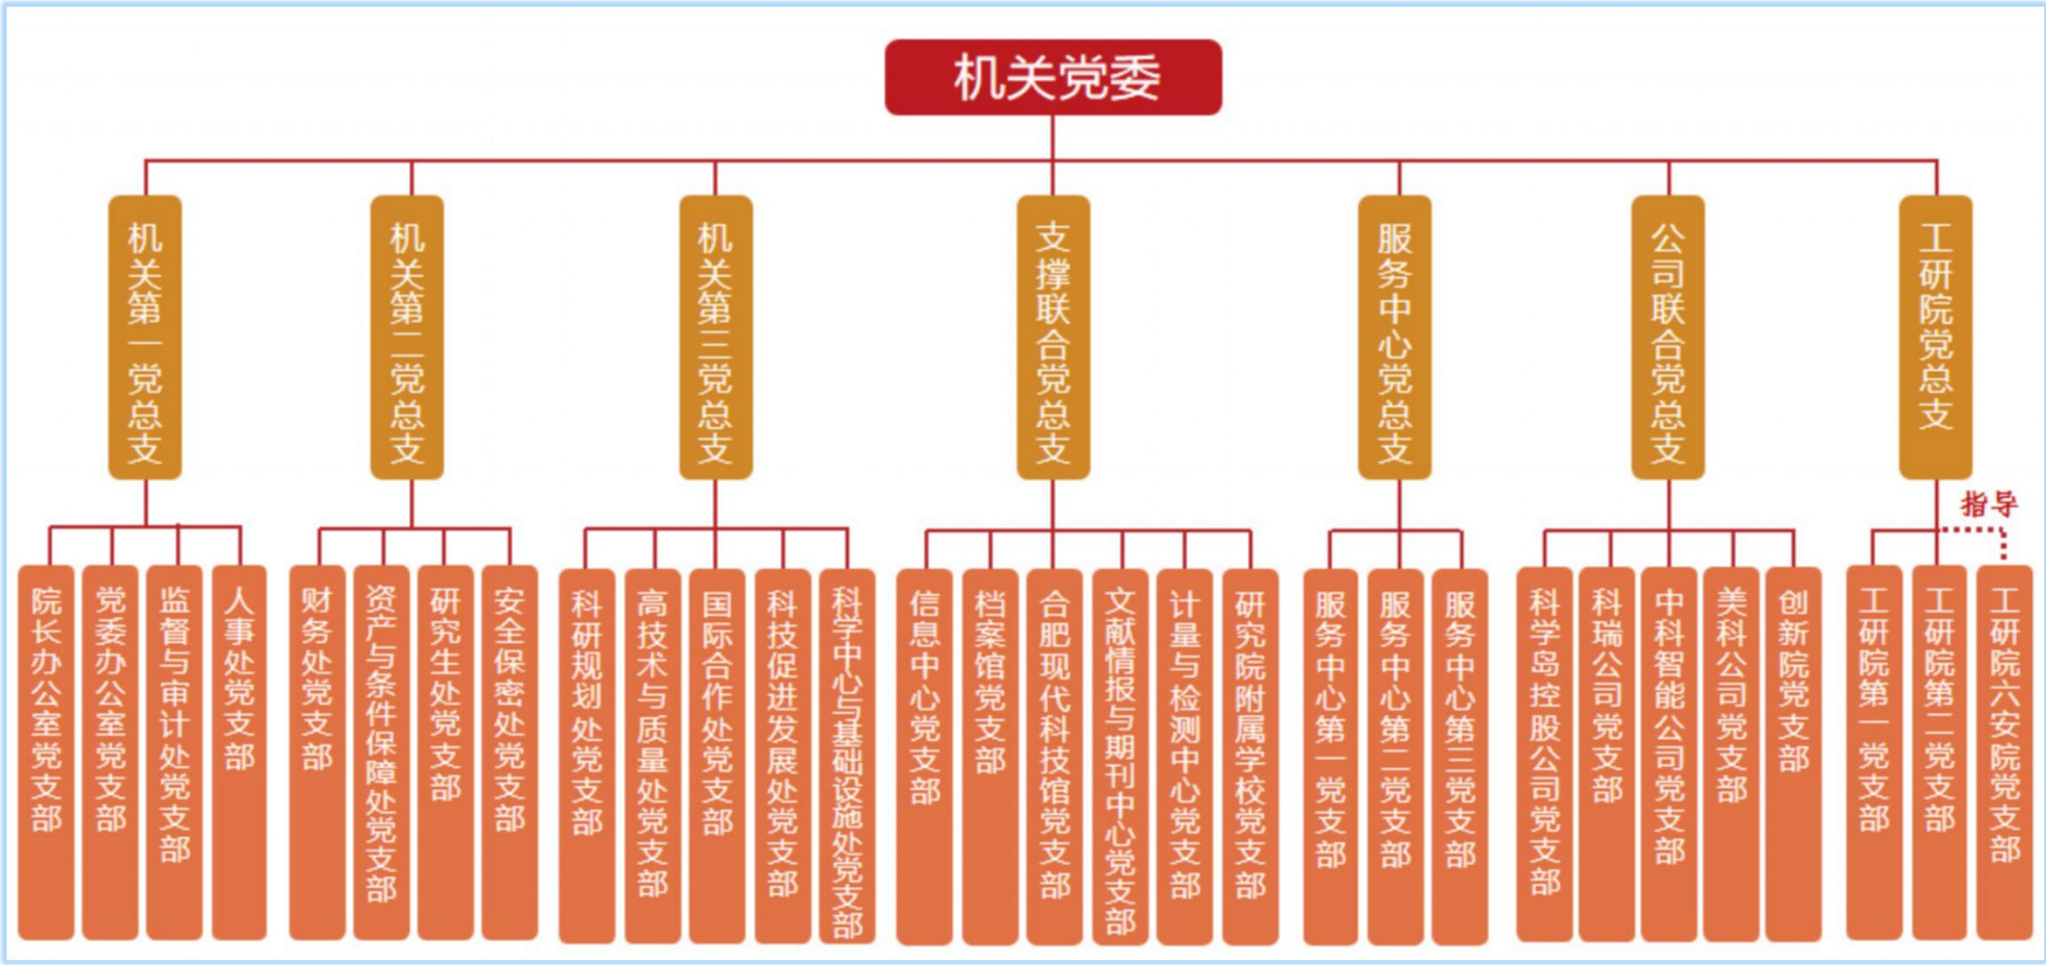 机关党委
机关第一党总支
机关第二党总支
机关第三党总支
支撑联合党总支
服务中心党总支
公司联合党总支
工研院党总支
指导
院长办公室党支部
党委办公室党支部
监督与审计处党支部
人事处党支部
财务处党支部
资产与条件保障处党支部
研究生处党支部
安全保密处党支部
科研规划处党支部
高技术与质量处党支部
国际合作处党支部
科技促进发展处党支部
科学中心与基础设施处党支部
信息中心党支部
档案馆党支部
合肥现代科技馆党支部
文献情报与期刊中心党支部
计量与检测中心党支部
研究院附属学校党支部
服务中心第一党支部
服务中心第二党支部
服务中心第三党支部
科学岛控股公司党支部
科瑞公司党支部
中科智能公司党支部
美科公司党支部
创新院党支部
工研院第一党支部
工研院第二党支部
工研院六安院党支部